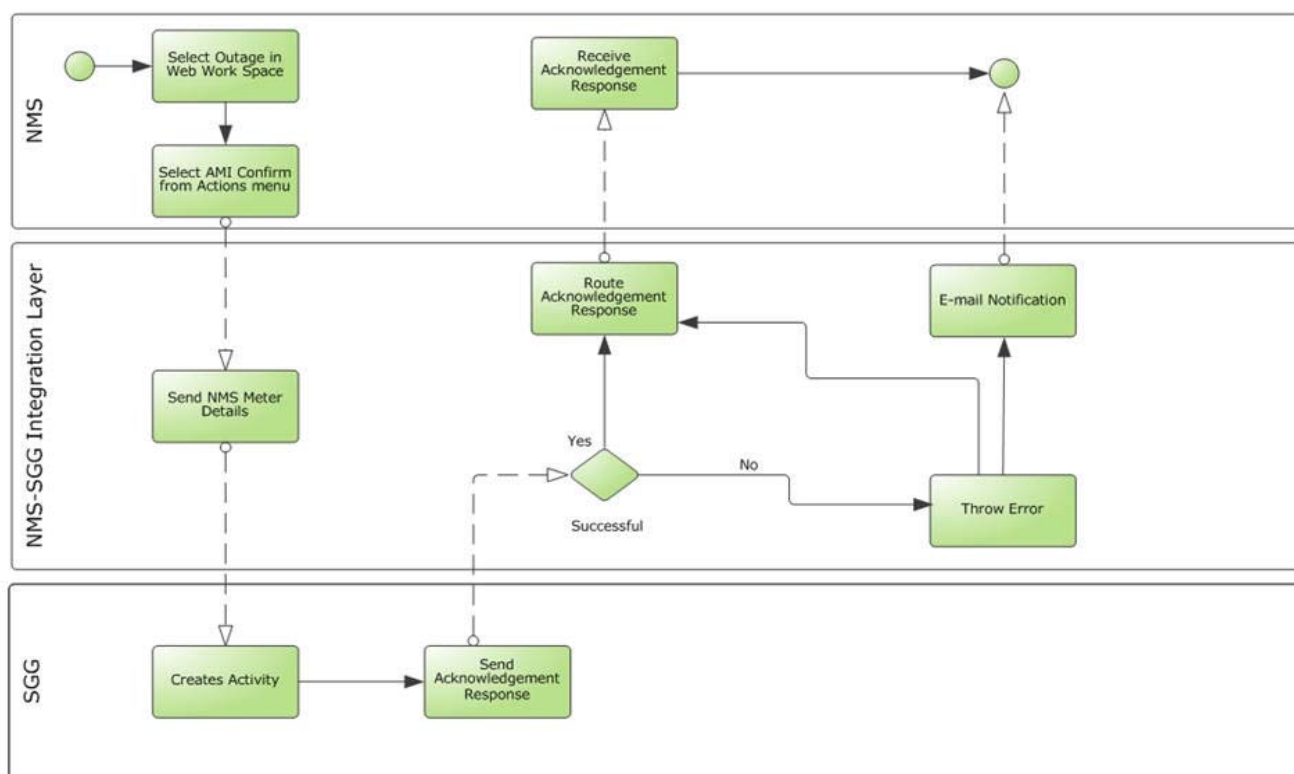 NMS
Select Outage in
Web Work Space
Select AMI Confirm
from Actions menu
Receive
Acknowledgement
Response
NMS-SGG Integration Layer
Send NMS Meter
Details
Route
Acknowledgement
Response
E-mail Notification
Yes
No
Successful
Throw Error
SGG
Creates Activity
Send
Acknowledgement
Response